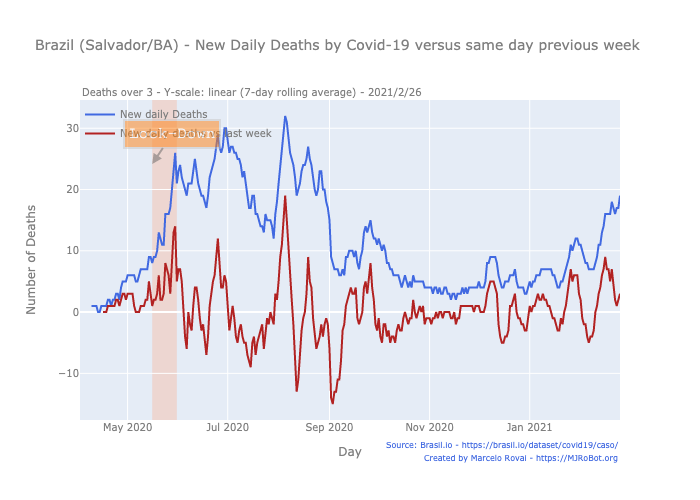 Brazil (Salvador/BA) - New Daily Deaths by Covid-19 versus same day previous week
Deaths over 3 - Y-scale: linear (7-day rolling average) - 2021/2/26
New daily Deaths
New daily deaths vs last week
Lock-Down
30
20
10
0
−10
Number of Deaths
May 2020
Jul 2020
Sep 2020
Nov 2020
Jan 2021
Day
Source: Brasil.io - https://brasil.io/dataset/covid19/caso/
Created by Marcelo Rovai - https://MJRoBot.org